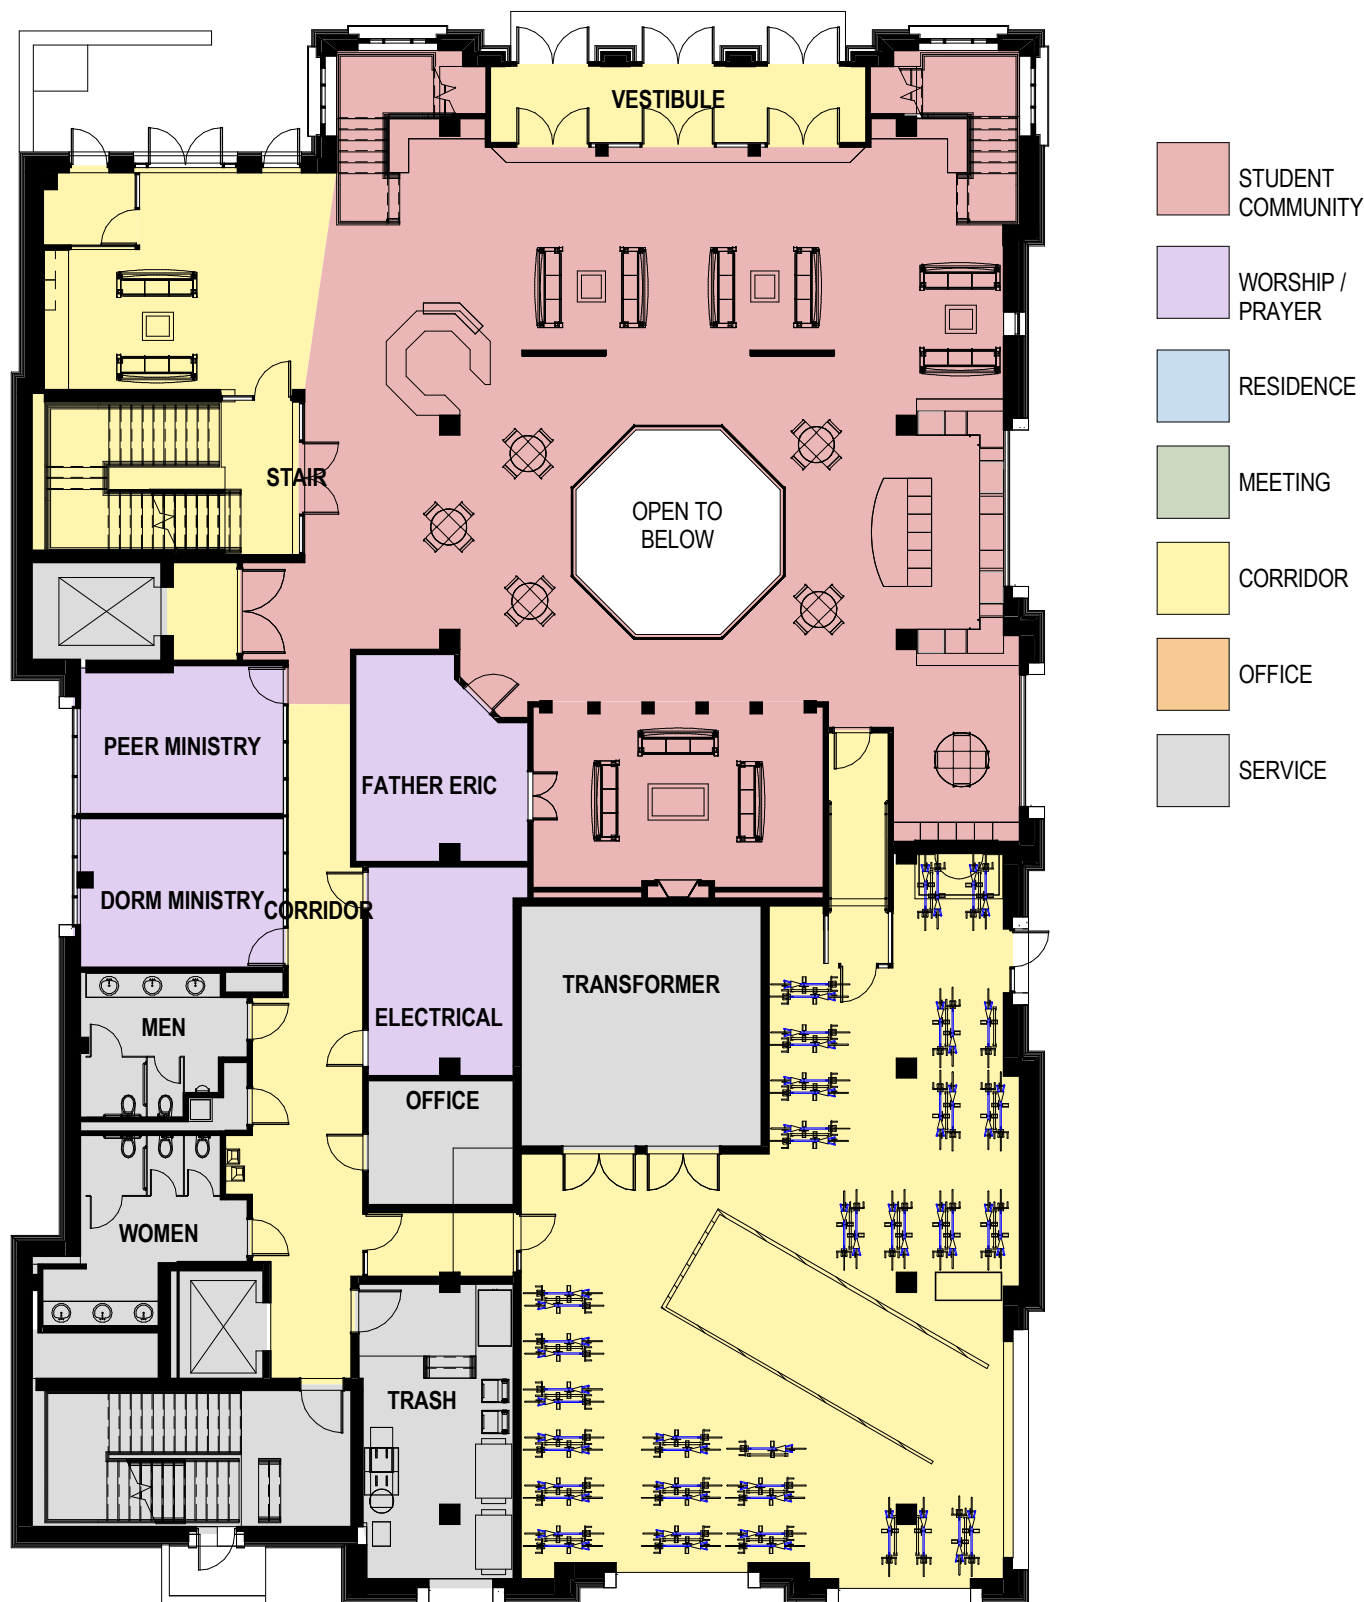 VESTIBULE
STAIR
OPEN TO
BELOW
PEER MINISTRY
FATHER ERIC
DORM MINISTRY
CORRIDOR
TRANSFORMER
MEN
ELECTRICAL
OFFICE
WOMEN
TRASH
STUDENT
COMMUNITY
WORSHIP /
PRAYER
RESIDENCE
MEETING
CORRIDOR
OFFICE
SERVICE